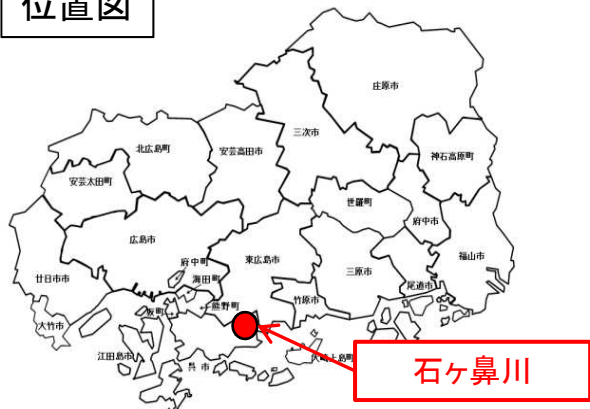 位置図
庄原市
三次市
北広島町
安芸高田市
神石高原町
安芸太田町
世羅町
府中市
広島市
東広島市
福山市
府中町
三原市
廿日市市
海田町
尾道市
熊野町
竹原市
坂町
大竹市
江田島市
大崎上島町
呉市
石ヶ鼻川